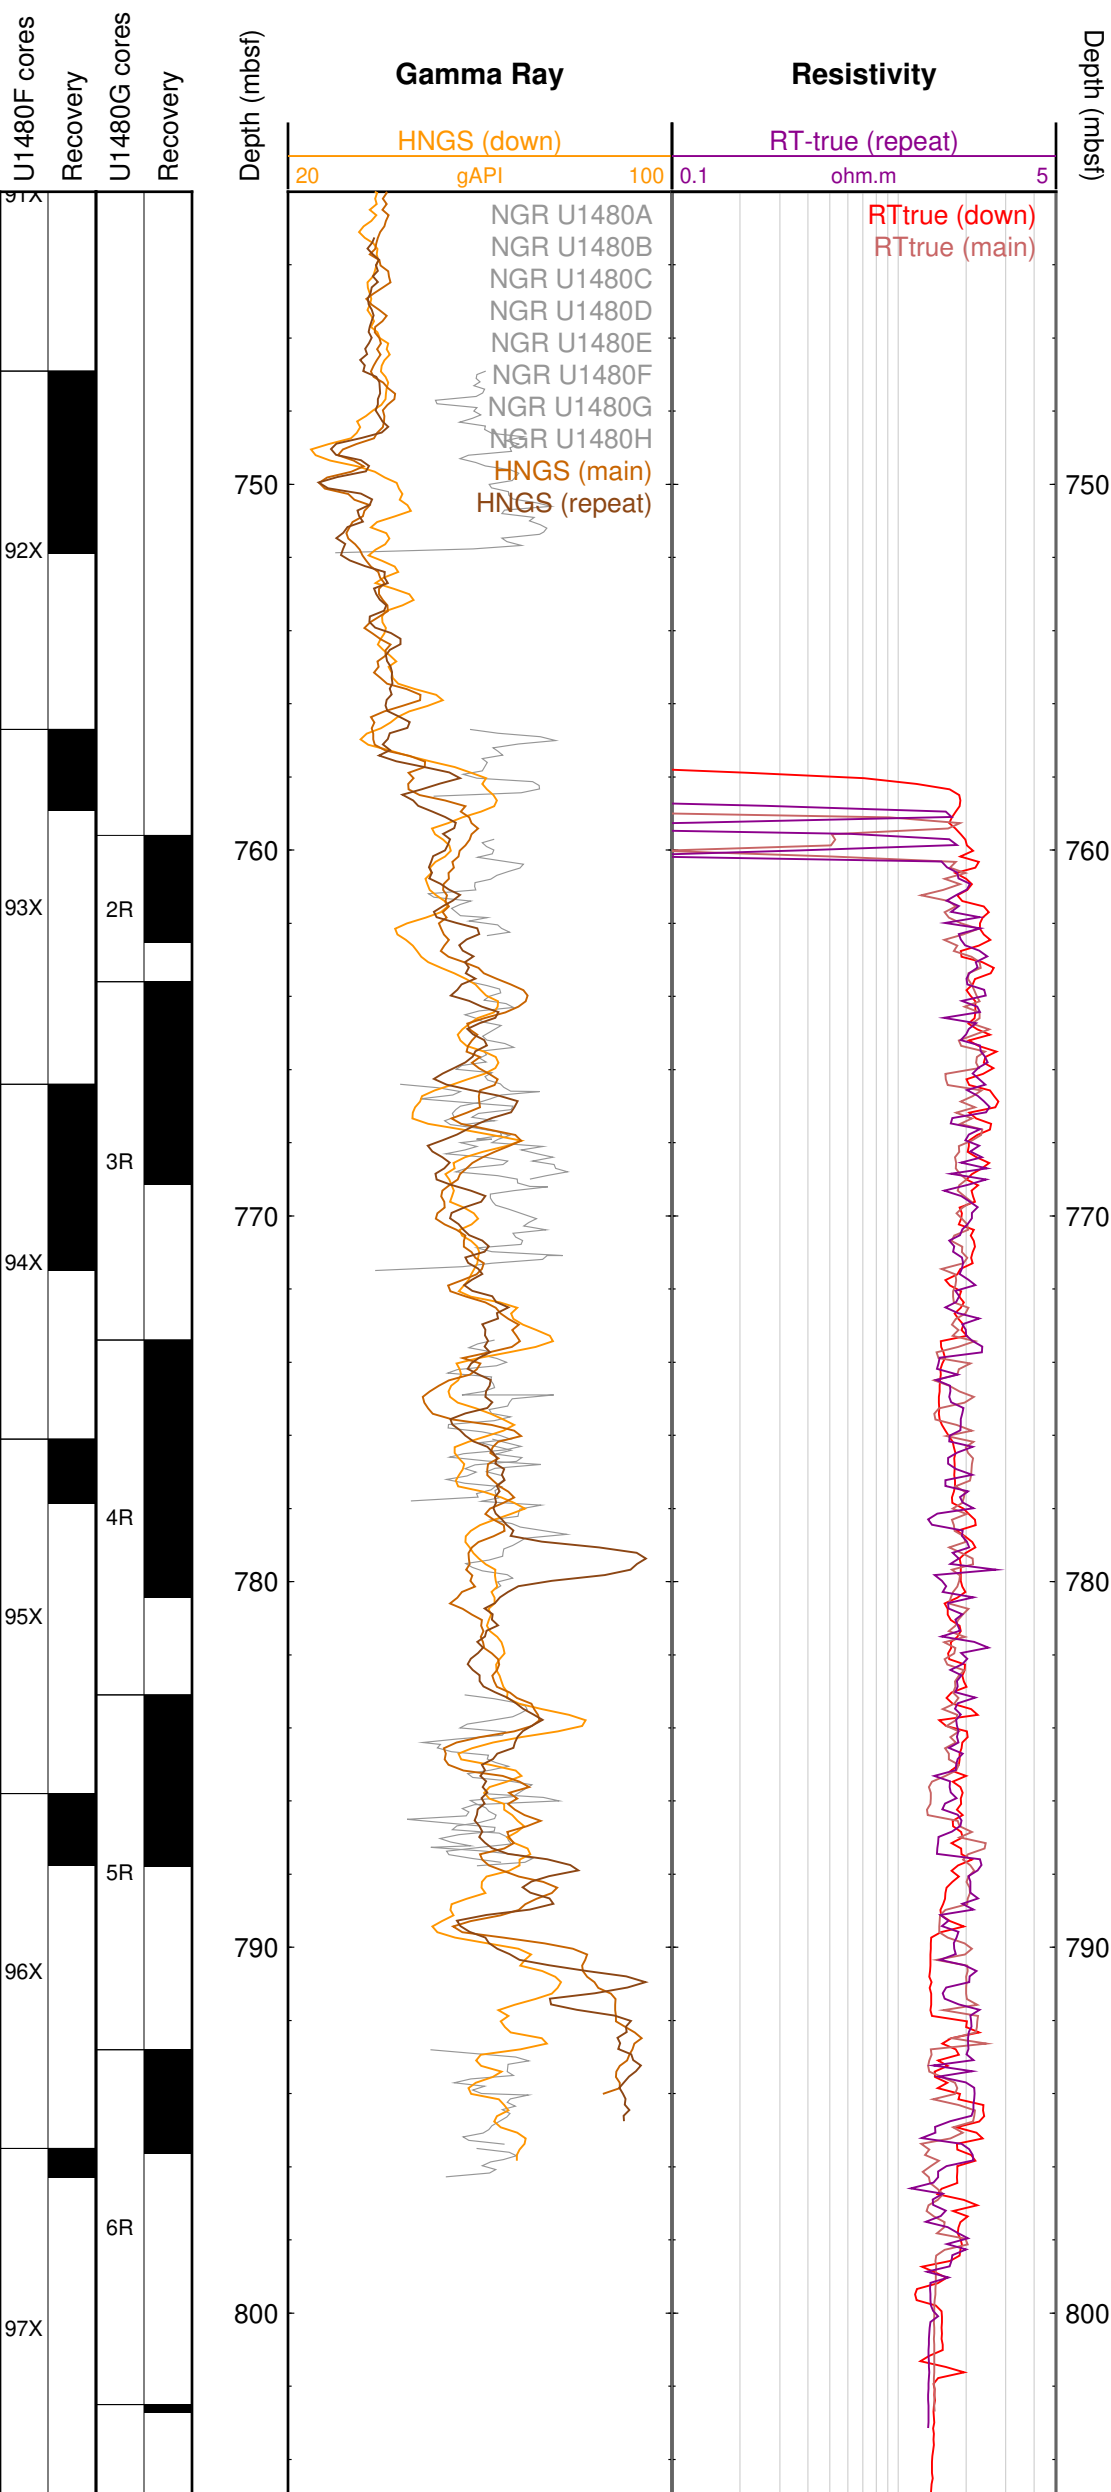 U1480F cores
Recovery
U1480G cores
Recovery
Depth (mbsf)
Gamma Ray
Resistivity
Depth (mbsf)
HNGS (down)
RT-true (repeat)
20 gAPI 100
0.1 ohm.m 5
91X
NGR U1480A
RTtrue (down)
NGR U1480B
RTtrue (main)
NGR U1480C
NGR U1480D
NGR U1480E
NGR U1480F
NGR U1480G
NGR U1480H
HNGS (main)
750 750
HNGS (repeat)
92X
760 760
93X 2R
3R
770 770
94X
4R
780 780
95X
5R
790 790
96X
6R
800 800
97X